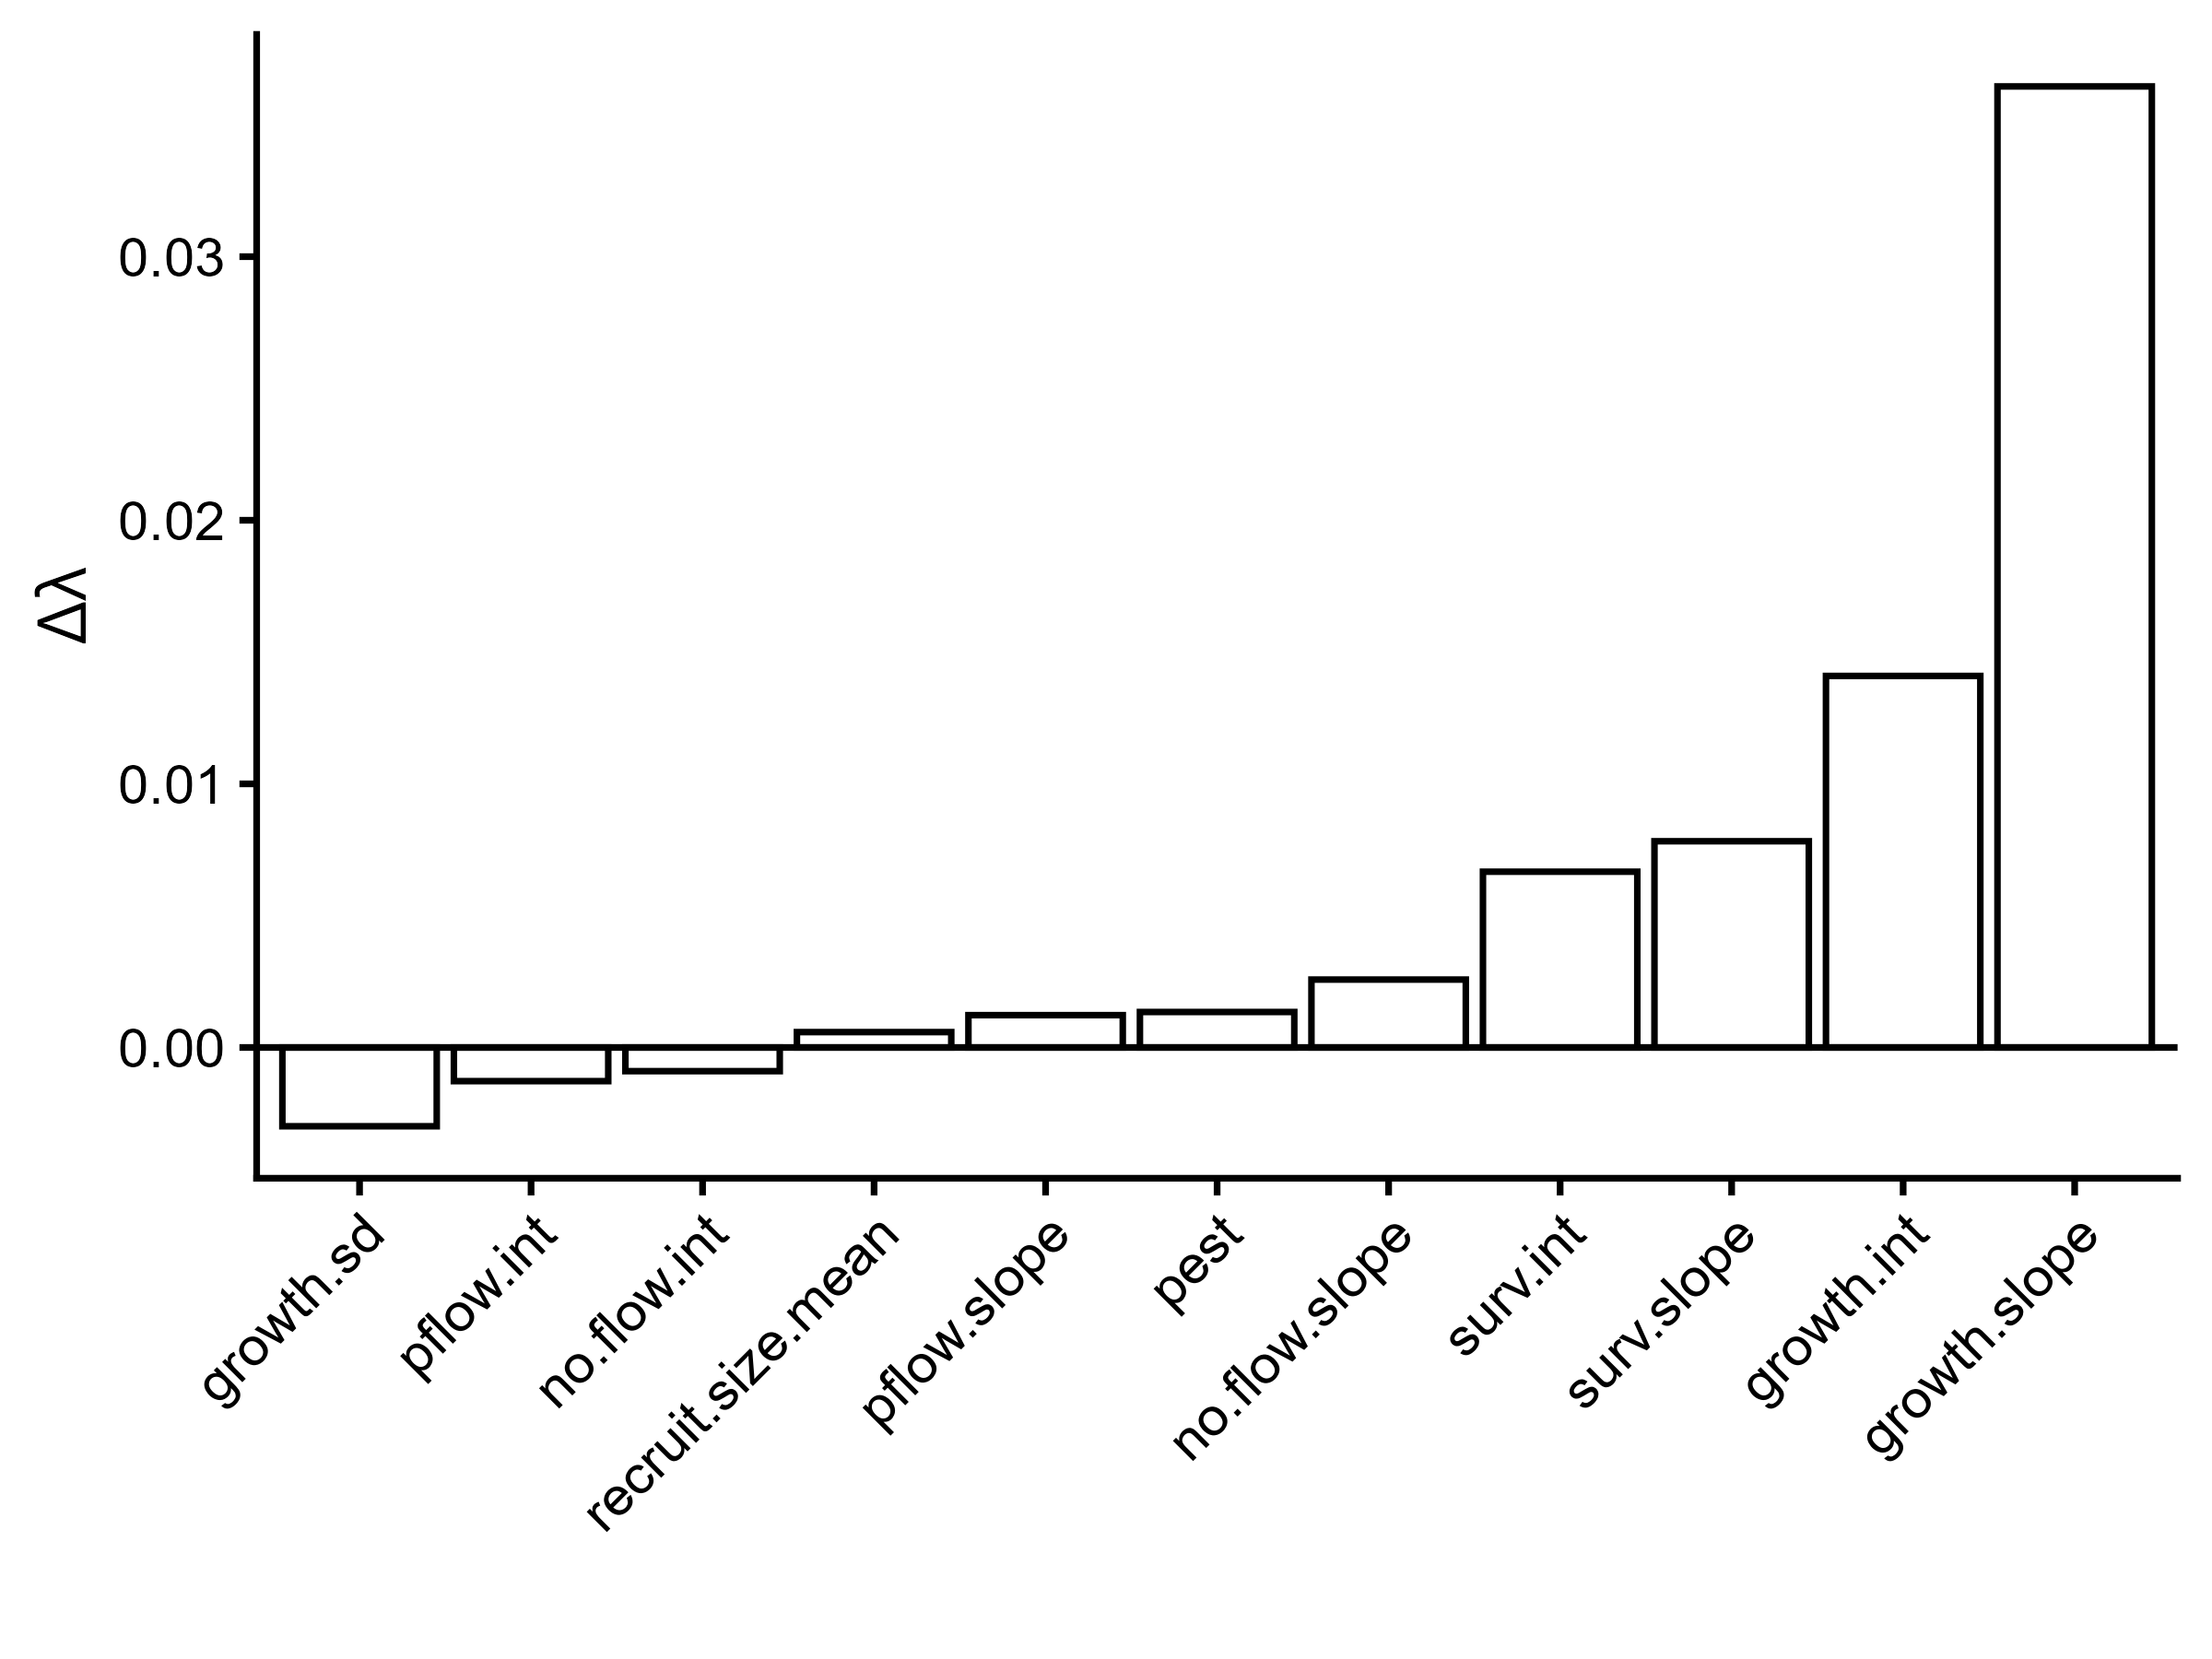 Δλ
0.03
0.02
0.01
0.00
growth.sd
pflow.int
no.flow.int
recruit.size.mean
pflow.slope
pest
no.flow.slope
surv.int
surv.slope
growth.int
growth.slope